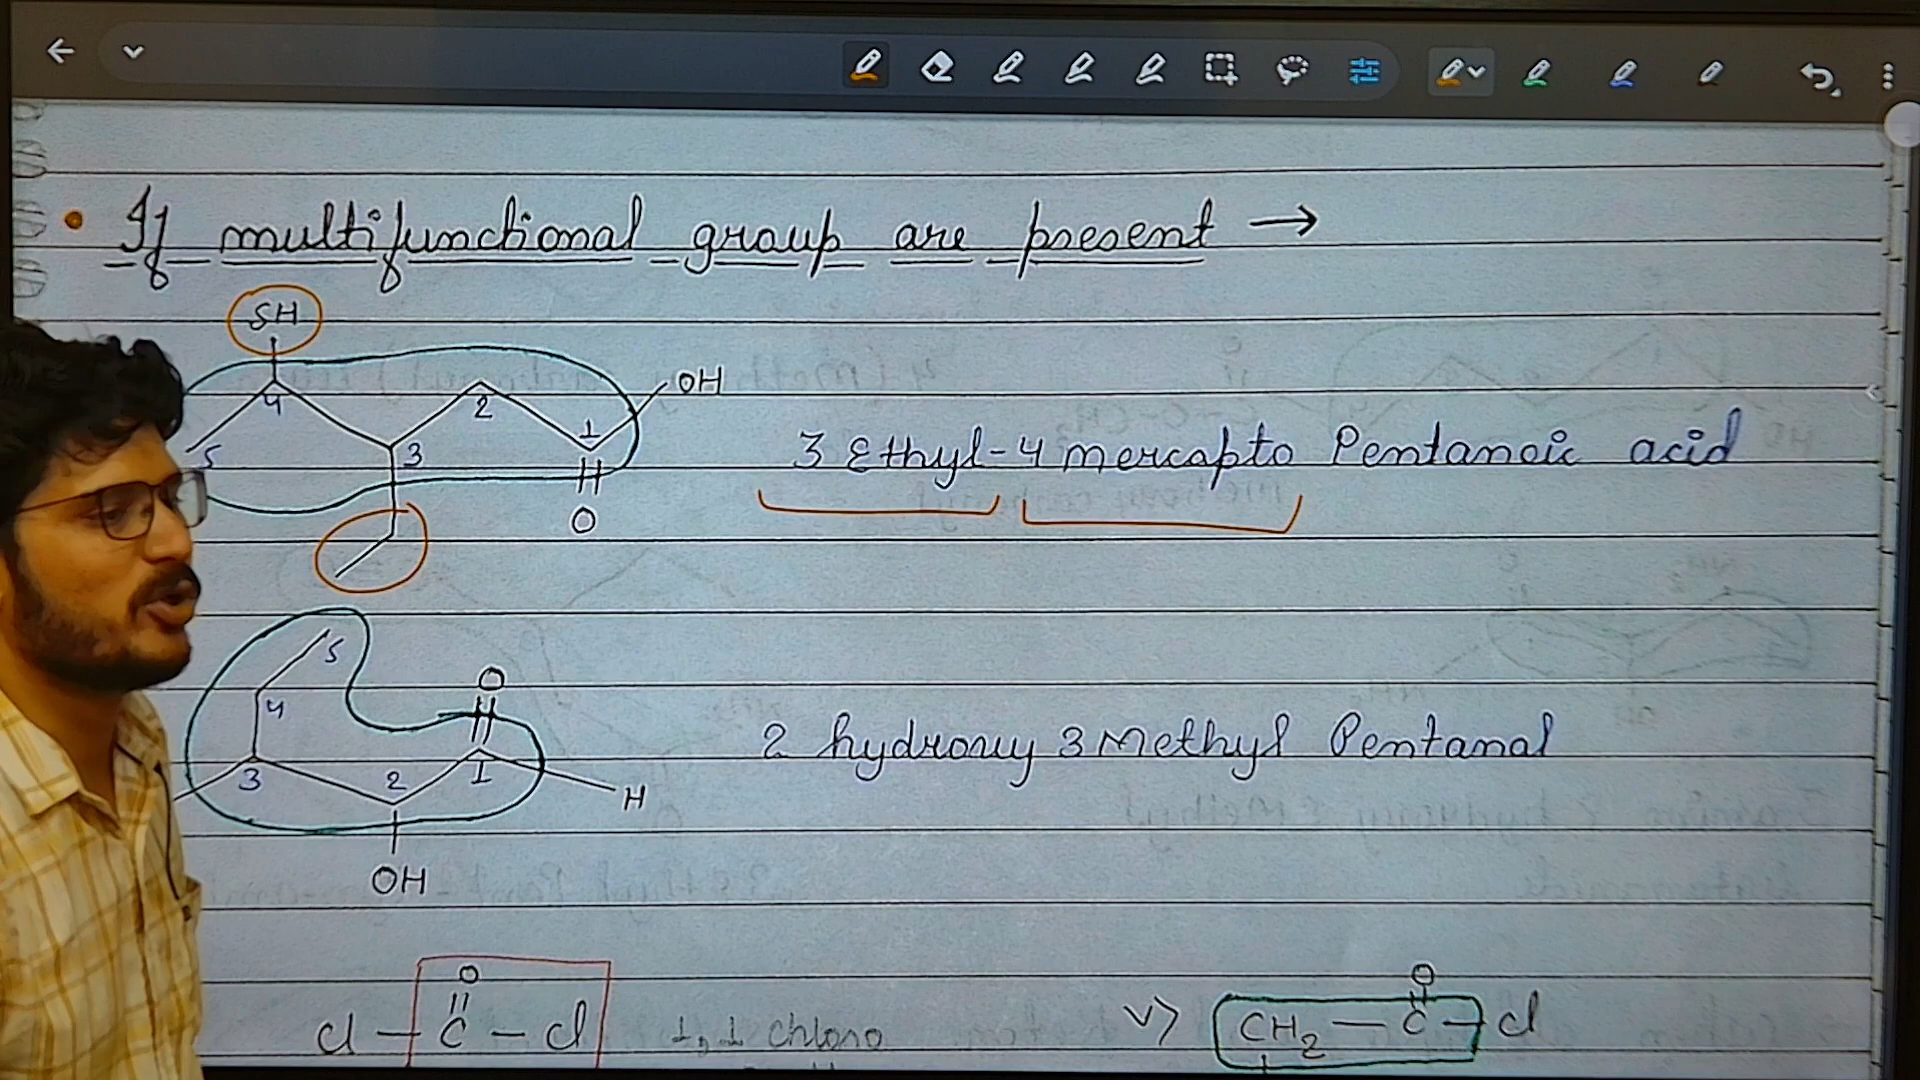 • If multifunctional group are present →
SH
4 2 1 OH
5 3
O
3 Ethyl-4 mercapto Pentanoic acid
5
4 O
3 2 1 H
OH
2 hydroxy 3 Methyl Pentanal
O
Cl — C — Cl 1,1 chloro
V> O
CH2 — C — Cl